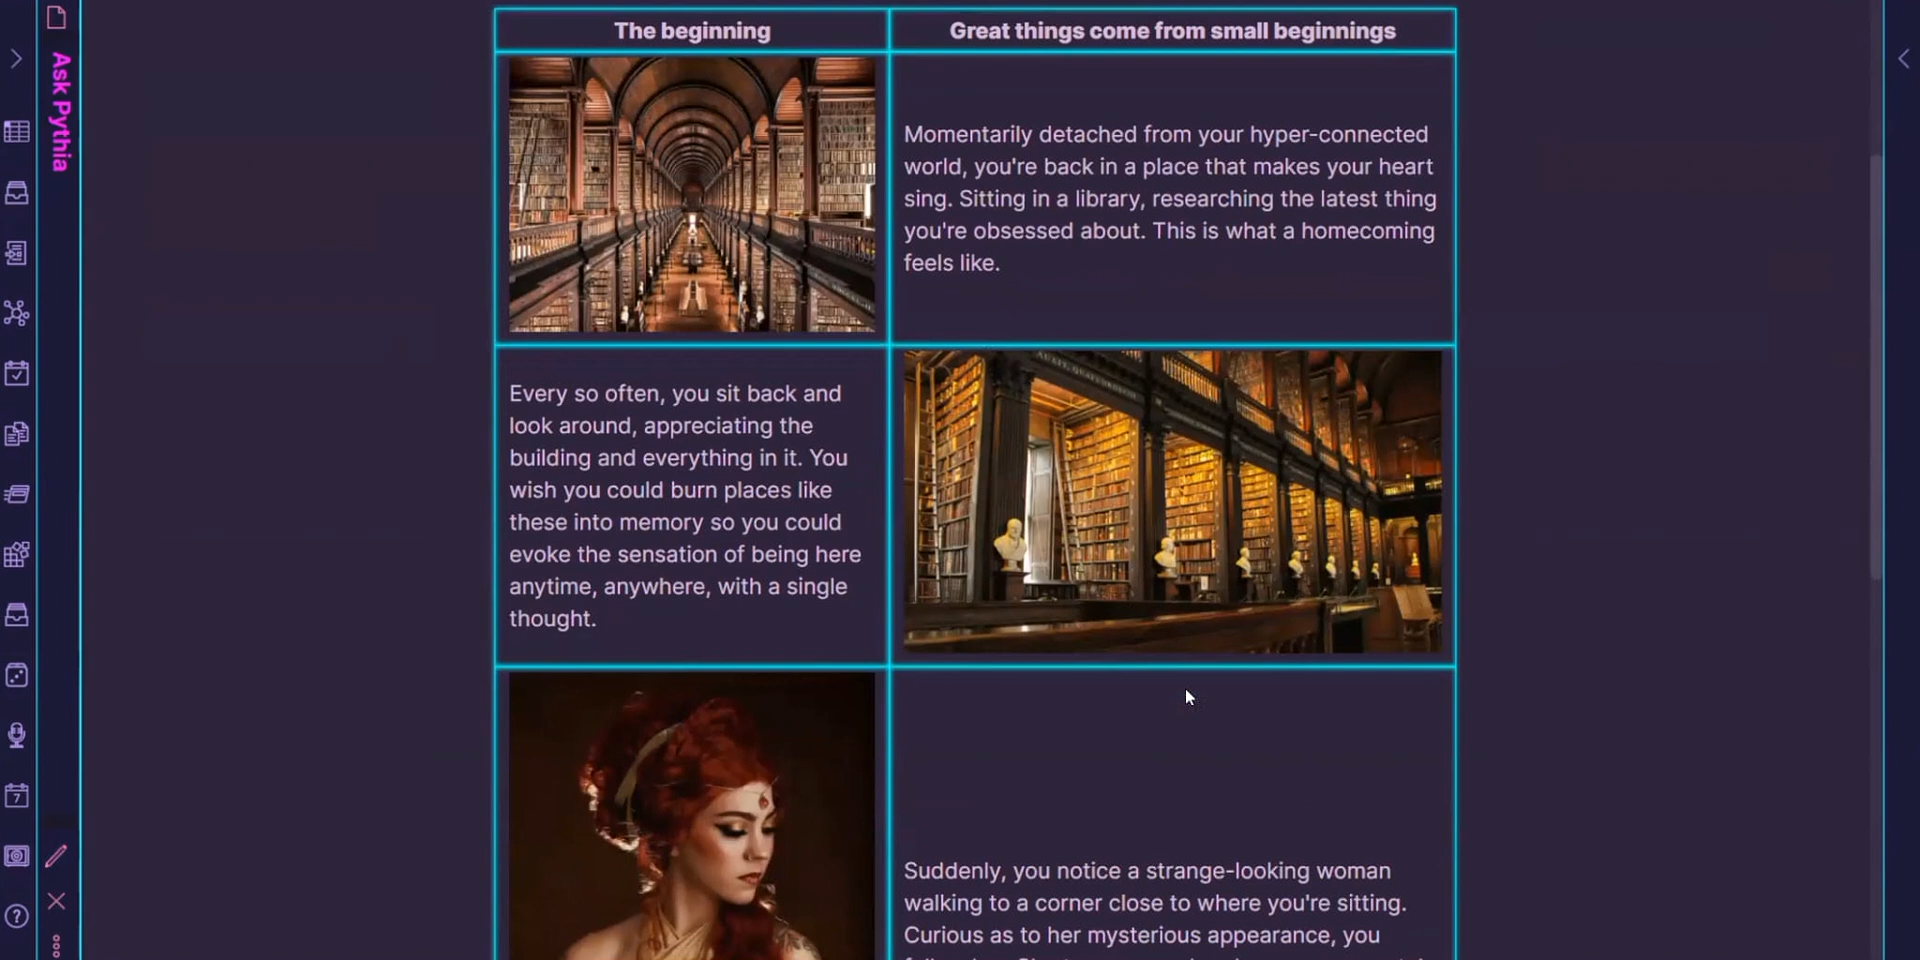 Ask Pythia
The beginning
Great things come from small beginnings
Momentarily detached from your hyper-connected
world, you're back in a place that makes your heart
sing. Sitting in a library, researching the latest thing
you're obsessed about. This is what a homecoming
feels like.
Every so often, you sit back and
look around, appreciating the
building and everything in it. You
wish you could burn places like
these into memory so you could
evoke the sensation of being here
anytime, anywhere, with a single
thought.
Suddenly, you notice a strange-looking woman
walking to a corner close to where you're sitting.
Curious as to her mysterious appearance, you
7